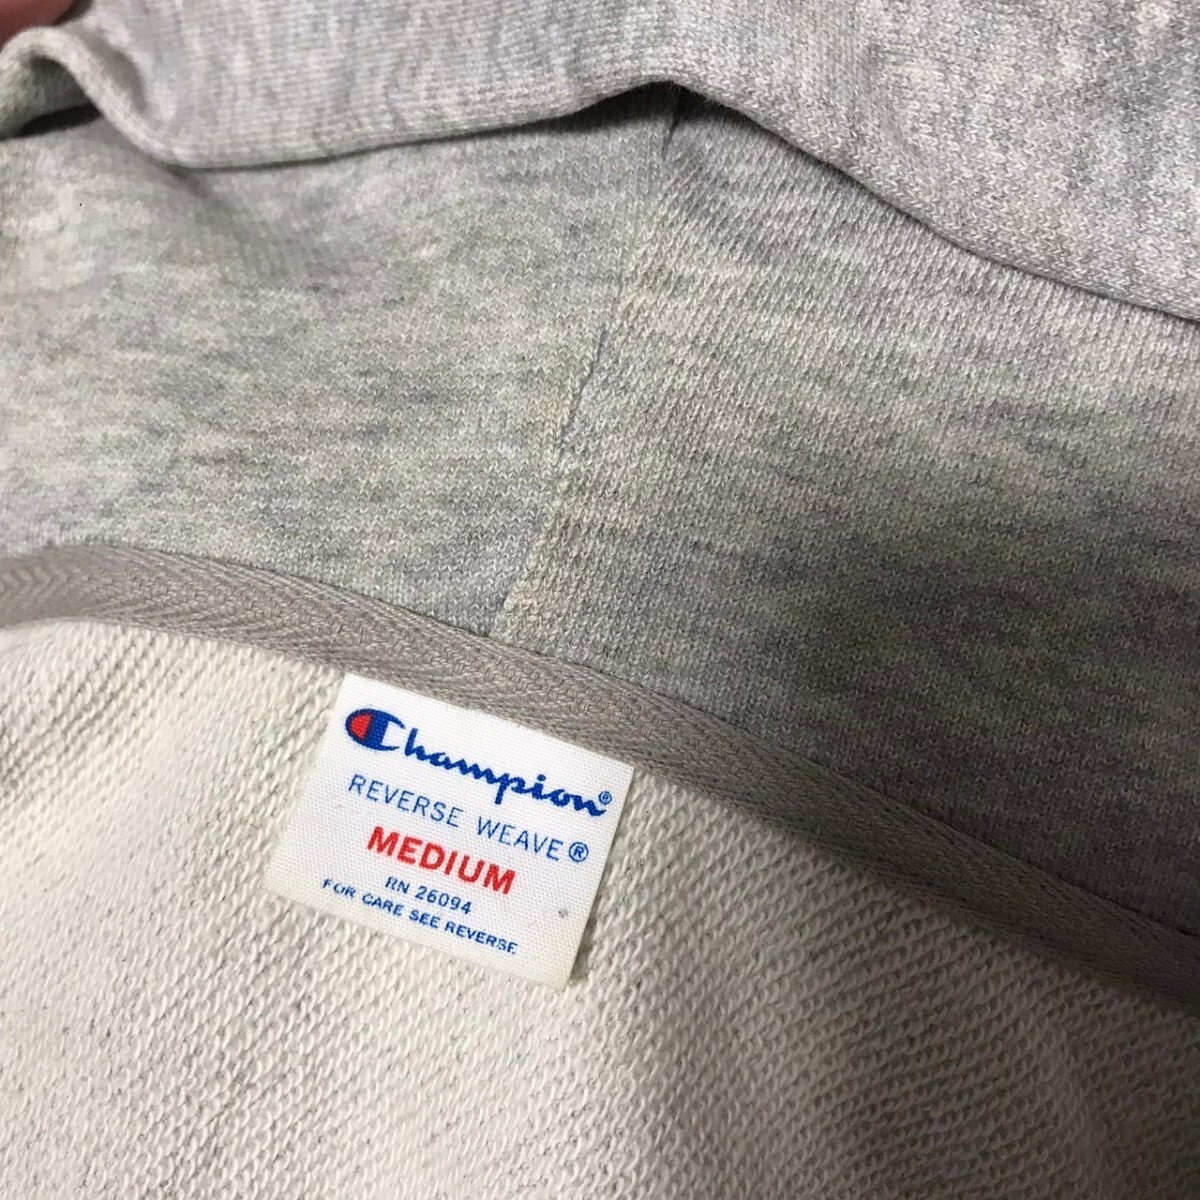 Champion®
REVERSE WEAVE®
MEDIUM
RN 26094
FOR CARE SEE REVERSE